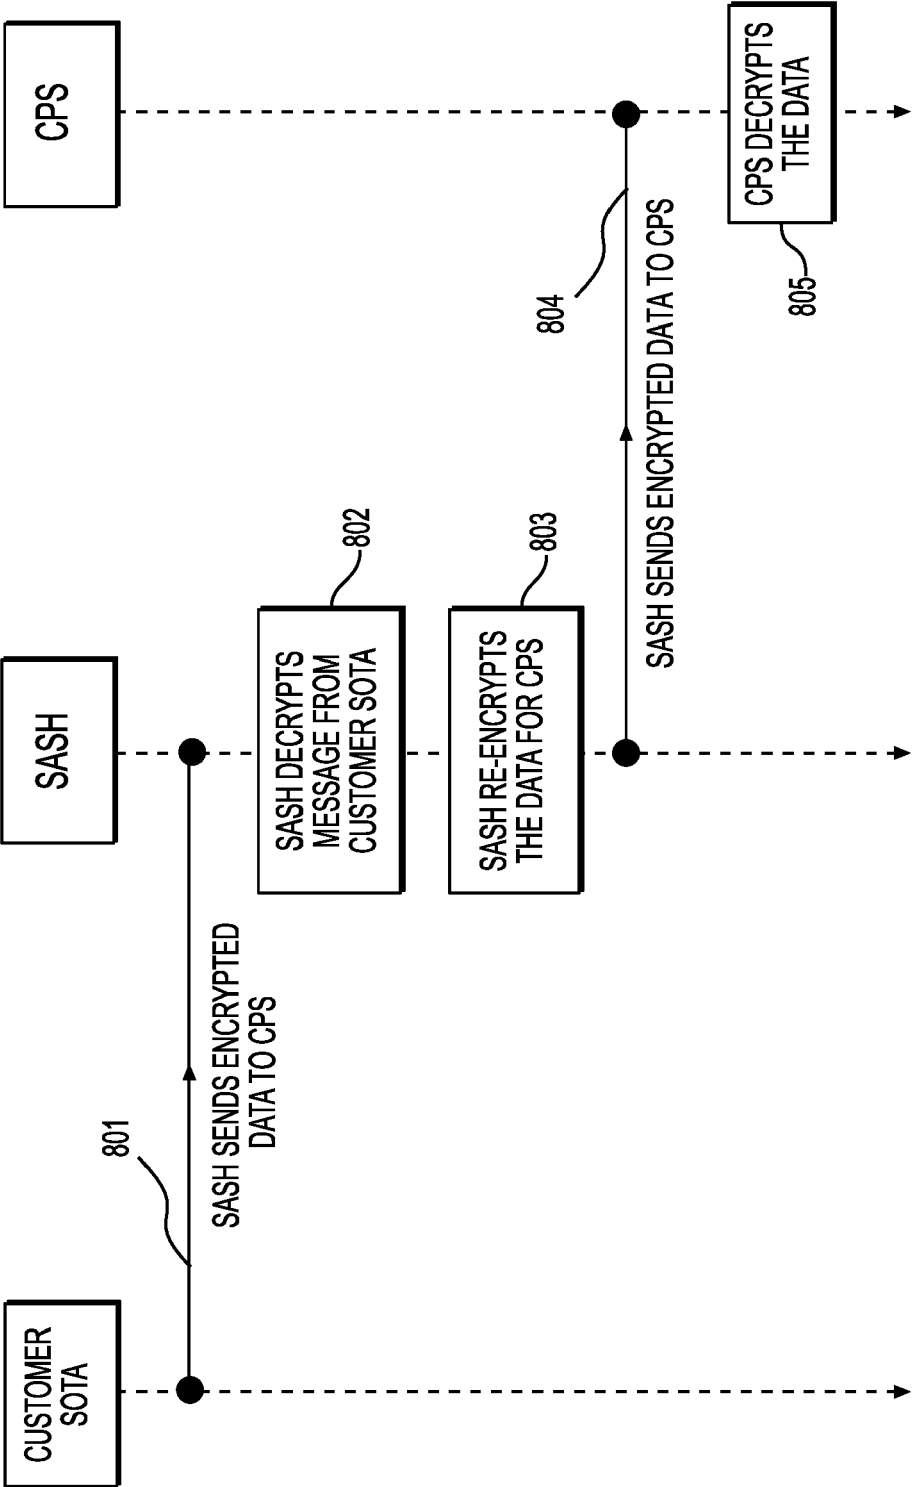 CUSTOMER
SOTA
SASH
CPS
801
SASH SENDS ENCRYPTED
DATA TO CPS
SASH DECRYPTS
MESSAGE FROM
CUSTOMER SOTA
802
SASH RE-ENCRYPTS
THE DATA FOR CPS
803
804
SASH SENDS ENCRYPTED DATA TO CPS
CPS DECRYPTS
THE DATA
805